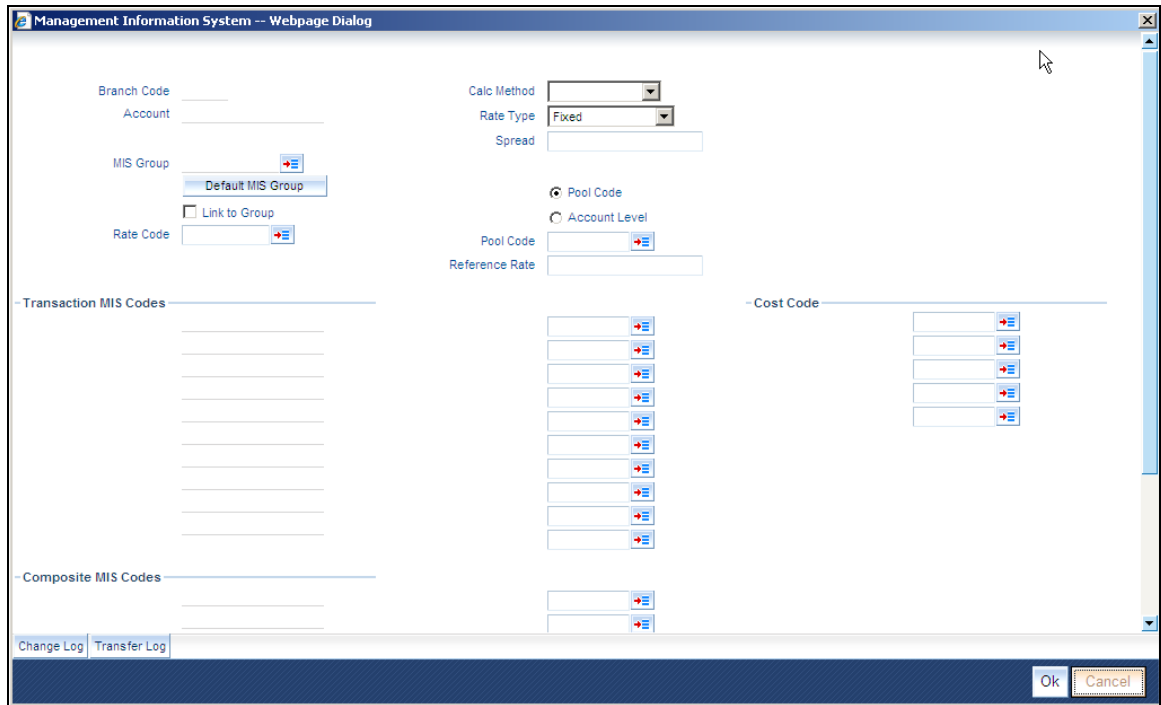 Management Information System -- Webpage Dialog
Branch Code
Account
MIS Group
Default MIS Group
Link to Group
Rate Code
Calc Method
Rate Type Fixed
Spread
Pool Code
Account Level
Pool Code
Reference Rate
Transaction MIS Codes
Cost Code
Composite MIS Codes
Change Log Transfer Log
Ok Cancel